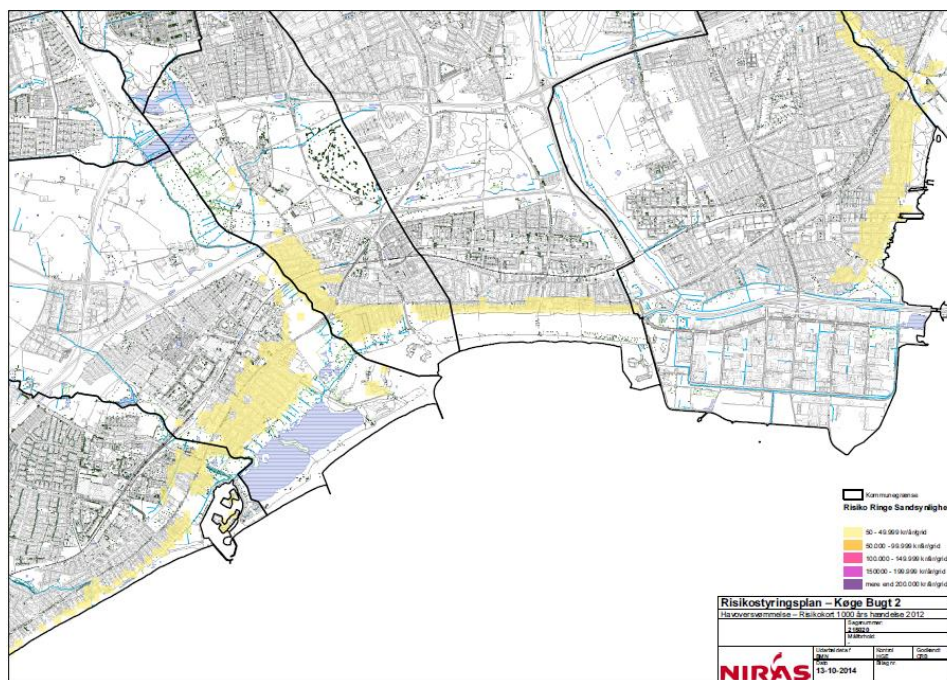 Kommunegrænse
Risiko Ringe Sandsynlighe
50 - 49.999 kr/år/grid
50.000 - 99.999 kr/år/grid
100.000 - 149.999 kr/år/grid
150000 - 199.999 kr/år/grid
mere end 200.000 kr/år/grid
Risikostyringsplan – Køge Bugt 2
Havoversvømmelse – Risikokort 1000 års hændelse 2012
Sagsnummer:
Målforhold:
-
Udarbejdet af Kontrol Godkendt
Dato Bilag nr.
13-10-2014
NIRAS